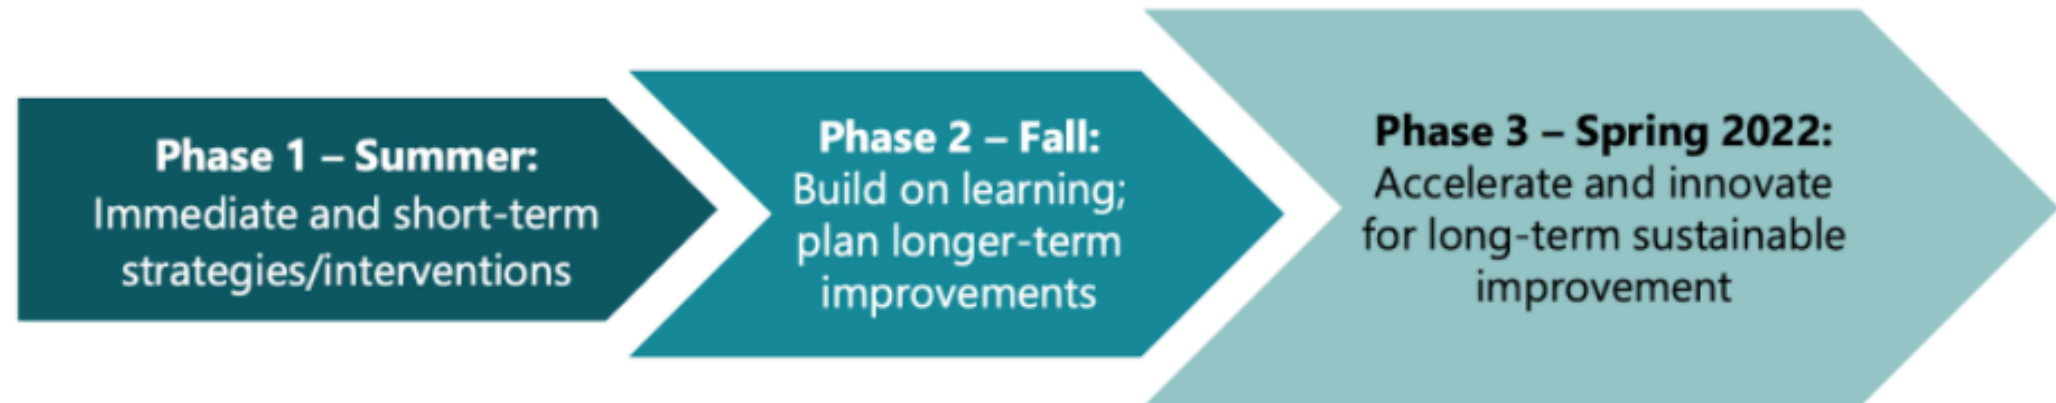 Phase 1 – Summer:
Immediate and short-term
strategies/interventions
Phase 2 – Fall:
Build on learning;
plan longer-term
improvements
Phase 3 – Spring 2022:
Accelerate and innovate
for long-term sustainable
improvement